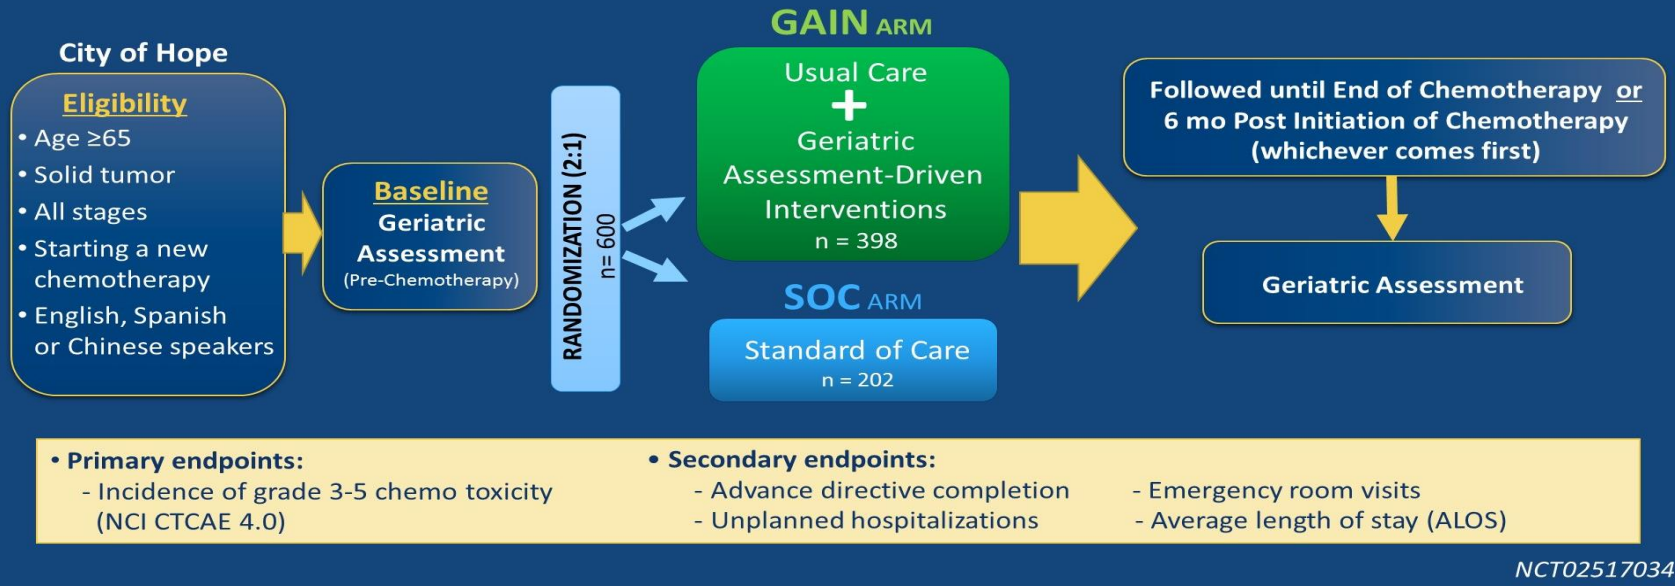 City of Hope
Eligibility
• Age ≥65
• Solid tumor
• All stages
• Starting a new
chemotherapy
• English, Spanish
or Chinese speakers
Baseline
Geriatric
Assessment
(Pre-Chemotherapy)
RANDOMIZATION (2:1)
n= 600
GAIN ARM
Usual Care
+
Geriatric
Assessment-Driven
Interventions
n = 398
SOC ARM
Standard of Care
n = 202
Followed until End of Chemotherapy or
6 mo Post Initiation of Chemotherapy
(whichever comes first)
Geriatric Assessment
• Primary endpoints:
- Incidence of grade 3-5 chemo toxicity
(NCI CTCAE 4.0)
• Secondary endpoints:
- Advance directive completion
- Unplanned hospitalizations
- Emergency room visits
- Average length of stay (ALOS)
NCT02517034